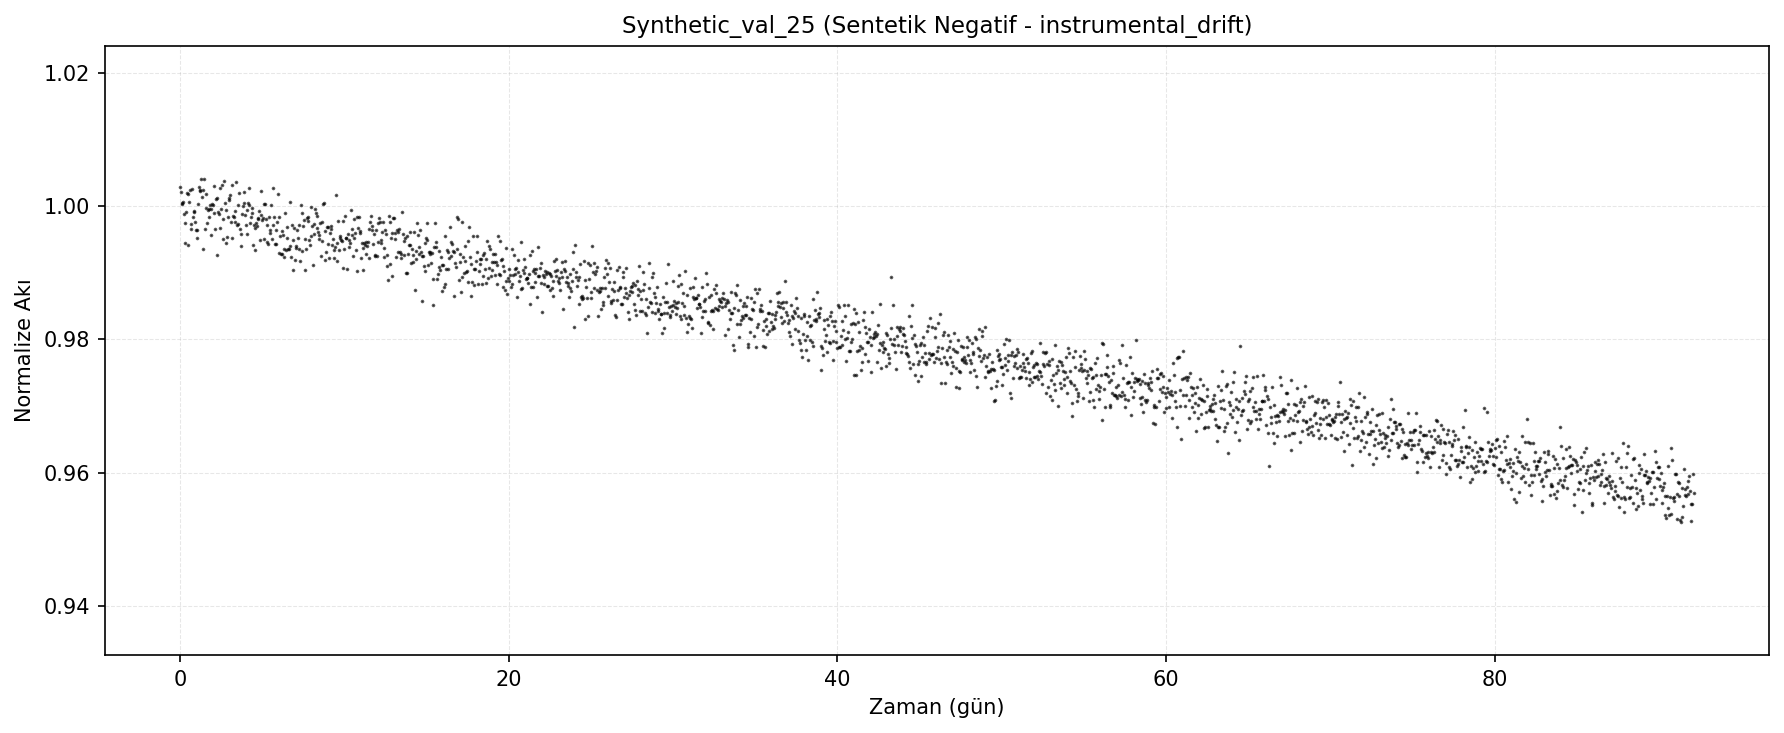 Synthetic_val_25 (Sentetik Negatif - instrumental_drift)
Normalize Akı
1.02
1.00
0.98
0.96
0.94
0 20 40 60 80
Zaman (gün)